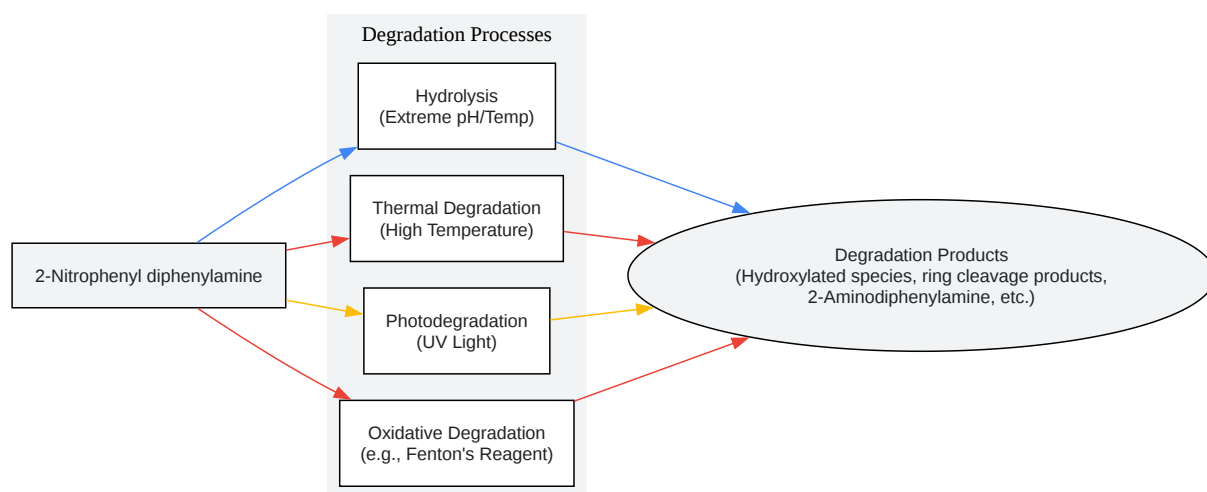 Degradation Processes
Hydrolysis
(Extreme pH/Temp)
Thermal Degradation
(High Temperature)
2-Nitrophenyl diphenylamine
Photodegradation
(UV Light)
Oxidative Degradation
(e.g., Fenton's Reagent)
Degradation Products
(Hydroxylated species, ring cleavage products,
2-Aminodiphenylamine, etc.)